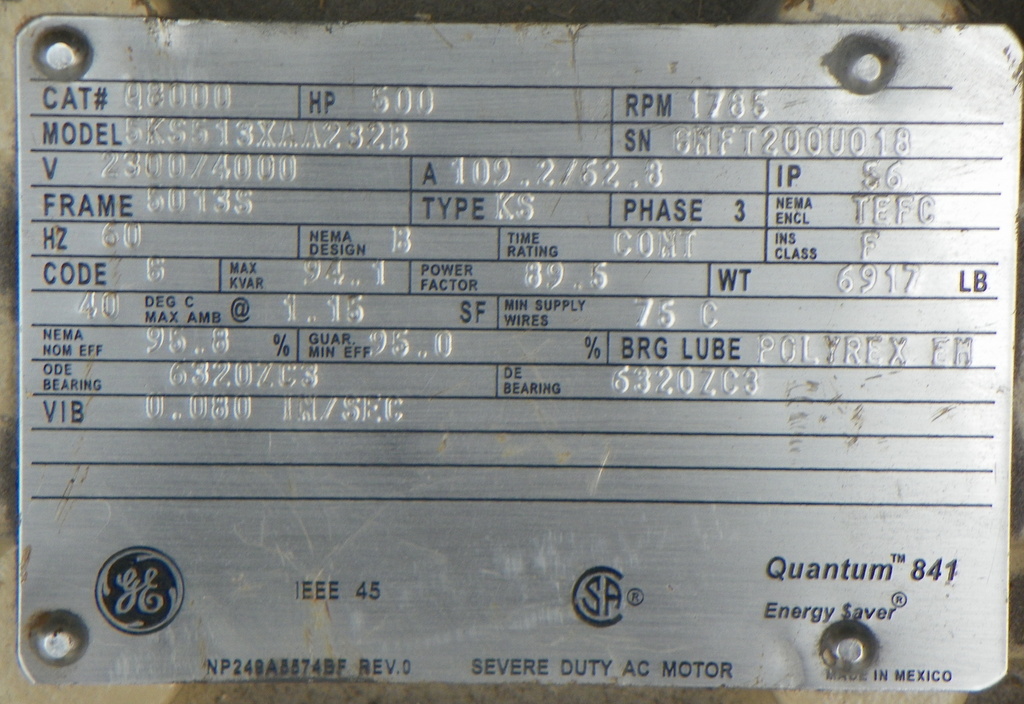 CAT# Q8000 HP 500 RPM 1785
MODEL 5KS513XAA232B SN GMFT200U018
V 2300/4000 A 109.2/62.8 IP 56
FRAME 5013S TYPE KS PHASE 3 NEMA ENCL TEFC
HZ 60 NEMA DESIGN B TIME RATING CONT INS CLASS F
CODE MAX KVAR 94.1 POWER FACTOR 89.5 WT 6917 LB
40 DEG C MAX AMB @ 1.15 SF MIN SUPPLY WIRES 75 C
NEMA NOM EFF 95.8 % GUAR. MIN EFF 95.0 % BRG LUBE POLYREX EM
ODE BEARING 6320ZC3 DE BEARING 6320ZC3
VIB 0.080 IN/SEC
GE IEEE 45 SA® Quantum™ 841
Energy $aver®
REV.0 SEVERE DUTY AC MOTOR MADE IN MEXICO